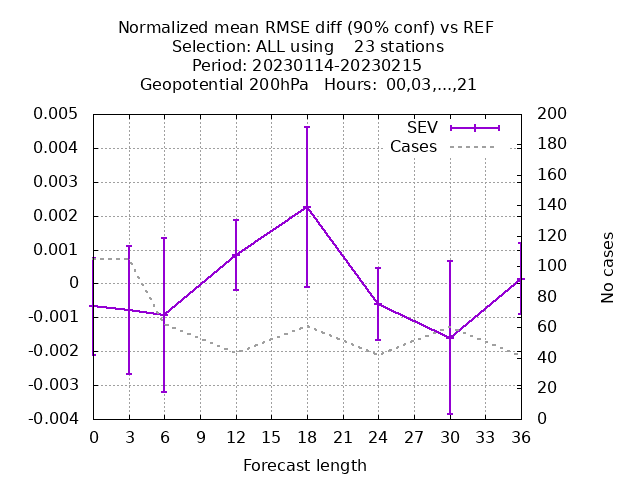 Normalized mean RMSE diff (90% conf) vs REF
Selection: ALL using    23 stations
Period: 20230114-20230215
Geopotential 200hPa   Hours:  00,03,...,21
SEV
Cases
0.005
0.004
0.003
0.002
0.001
0
-0.001
-0.002
-0.003
-0.004
200
180
160
140
120
100
80
60
40
20
0
No cases
0 3 6 9 12 15 18 21 24 27 30 33 36
Forecast length